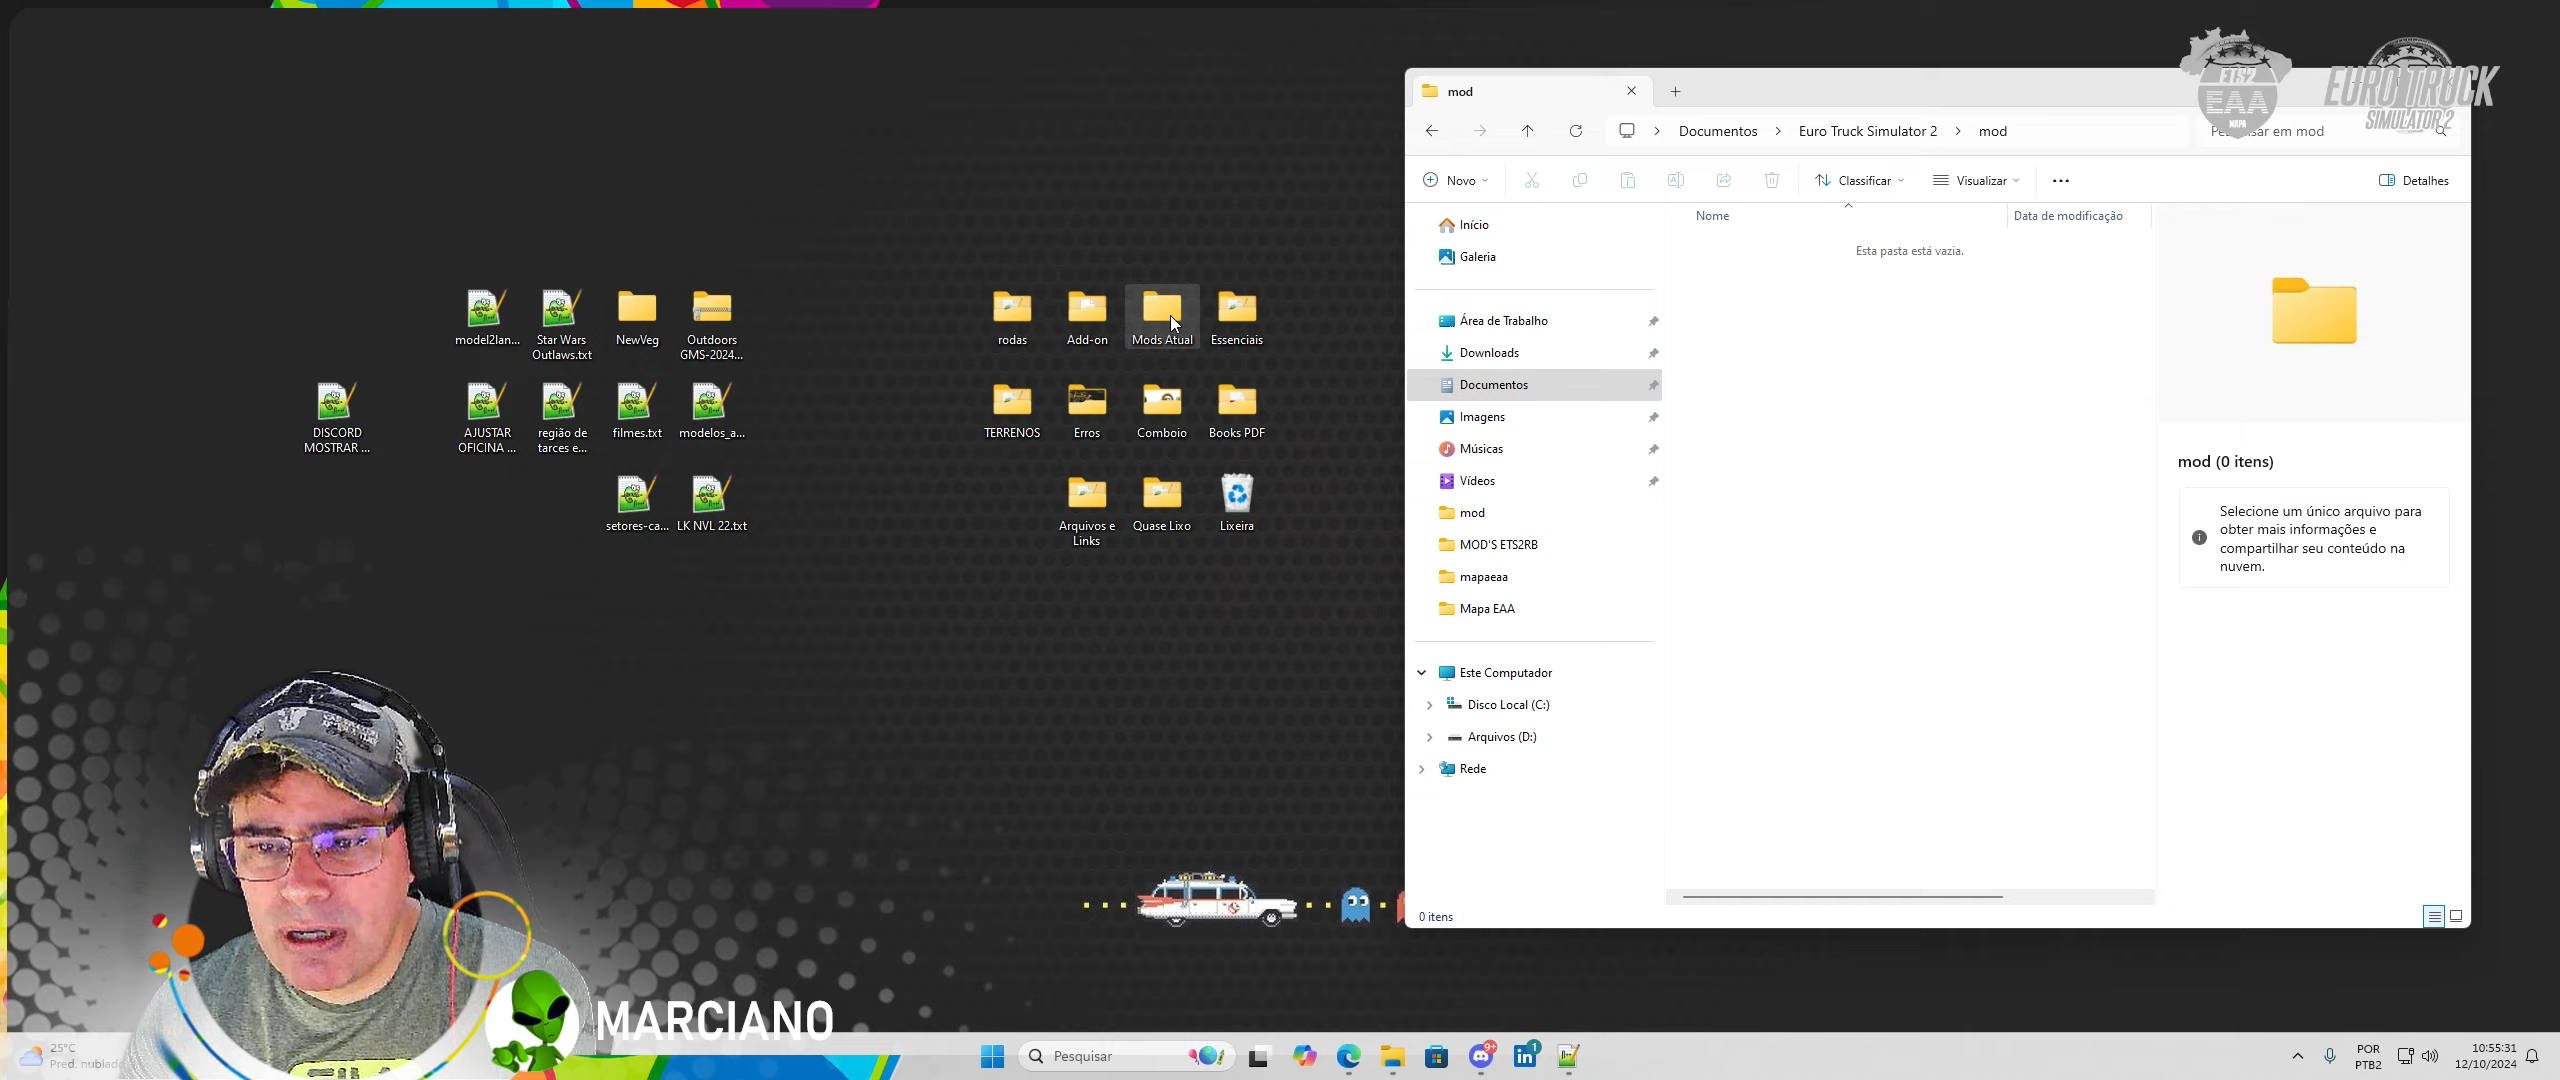 ETS2
EAA
MAPA
EURO TRUCK
SIMULATOR 2
mod
Documentos
Euro Truck Simulator 2
mod
em mod
Novo
Classificar
Visualizar
Detalhes
Nome
Data de modificação
Esta pasta está vazia.
Início
Galeria
Área de Trabalho
Downloads
Documentos
Imagens
Músicas
Vídeos
mod
MOD'S ETS2RB
mapaeaa
Mapa EAA
Este Computador
Disco Local (C:)
Arquivos (D:)
Rede
mod (0 itens)
Selecione um único arquivo para
obter mais informações e
compartilhar seu conteúdo na
nuvem.
0 itens
model2lan...
Star Wars
Outlaws.txt
NewVeg
Outdoors
GMS-2024...
rodas
Add-on
Mods Atual
Essenciais
DISCORD
MOSTRAR ...
AJUSTAR
OFICINA ...
região de
tarces e...
filmes.txt
modelos_a...
TERRENOS
Erros
Comboio
Books PDF
setores-ca...
LK NVL 22.txt
Arquivos e
Links
Quase Lixo
Lixeira
MARCIANO
25°C
Pred. nublado
Pesquisar
9+
1
POR
PTB2
10:55:31
12/10/2024